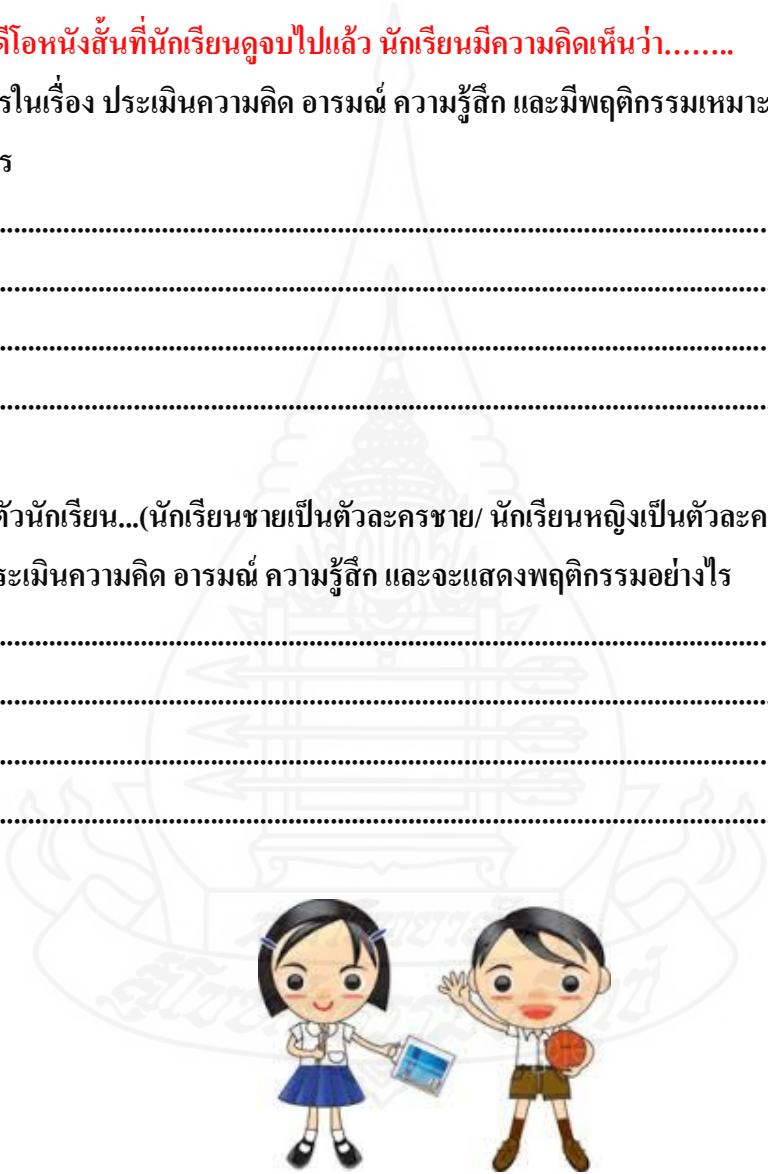 ดีโอหนังสั้นที่นักเรียนดูจบไปแล้ว นักเรียนมีความคิดเห็นว่า……..
รในเรื่อง ประเมินความคิด อารมณ์ ความรู้สึก และมีพฤติกรรมเหมาะ
ร
ตัวนักเรียน...(นักเรียนชายเป็นตัวละครชาย/ นักเรียนหญิงเป็นตัวละค
ระเมินความคิด อารมณ์ ความรู้สึก และจะแสดงพฤติกรรมอย่างไร